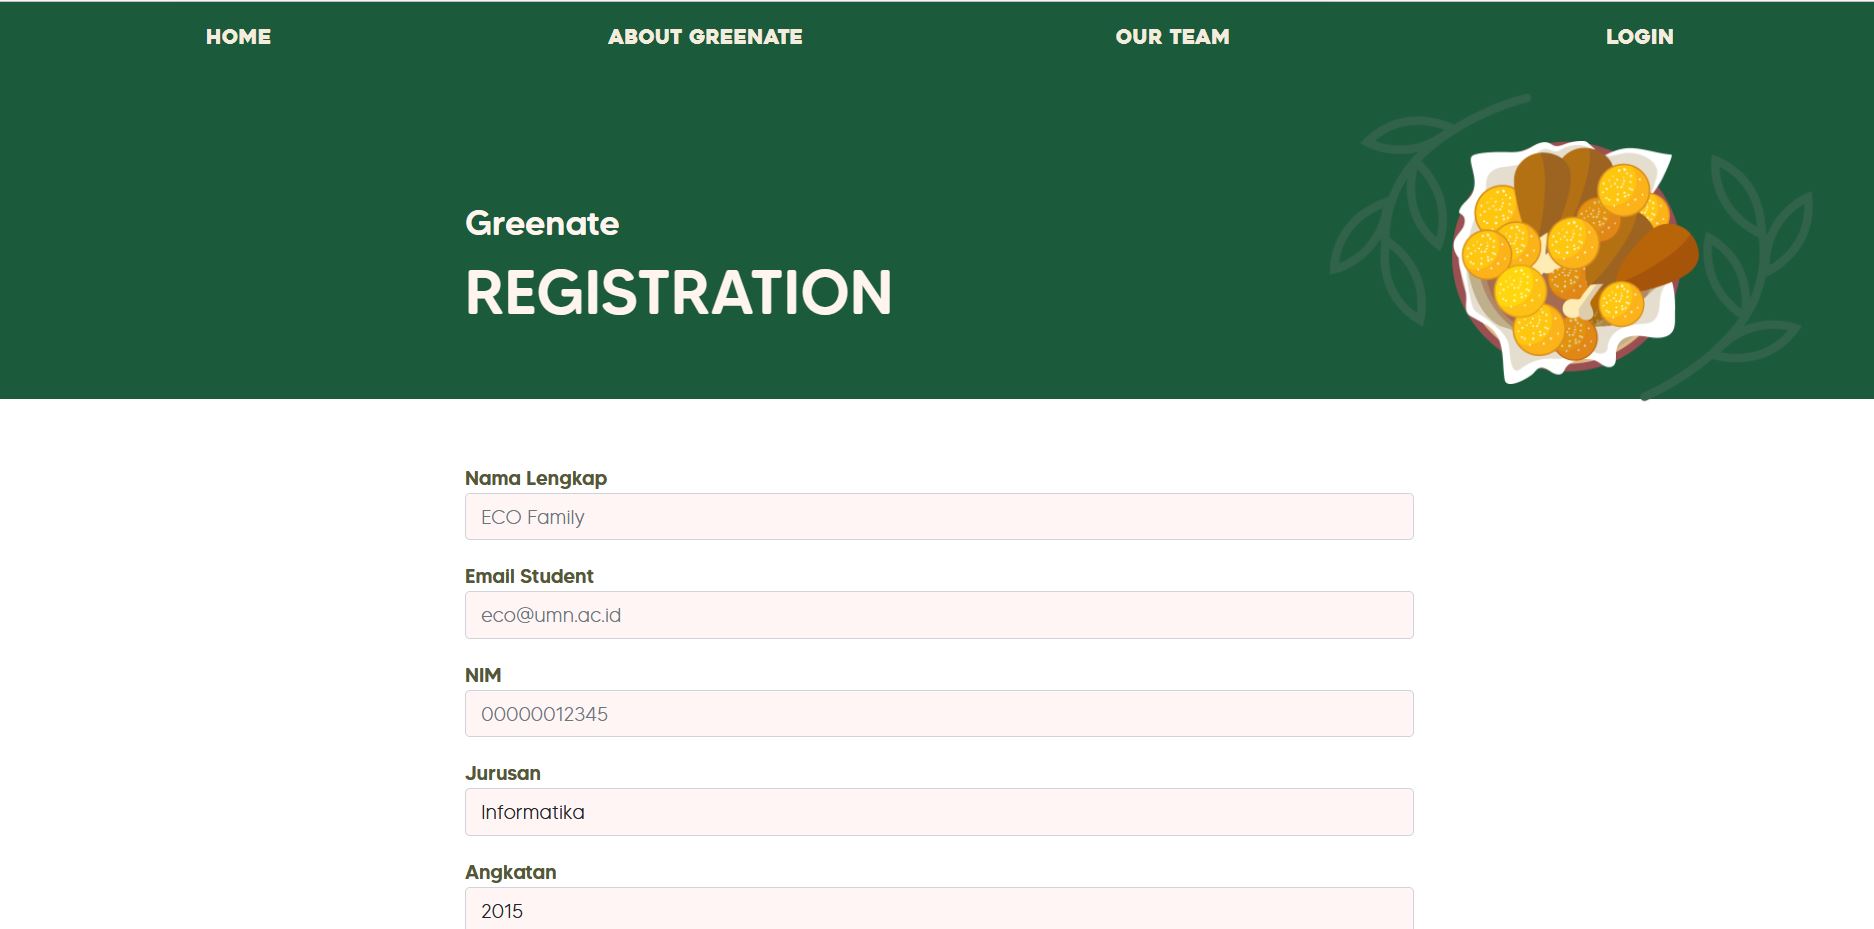 HOME ABOUT GREENATE OUR TEAM LOGIN
Greenate
REGISTRATION
Nama Lengkap
ECO Family
Email Student
eco@umn.ac.id
NIM
00000012345
Jurusan
Informatika
Angkatan
2015